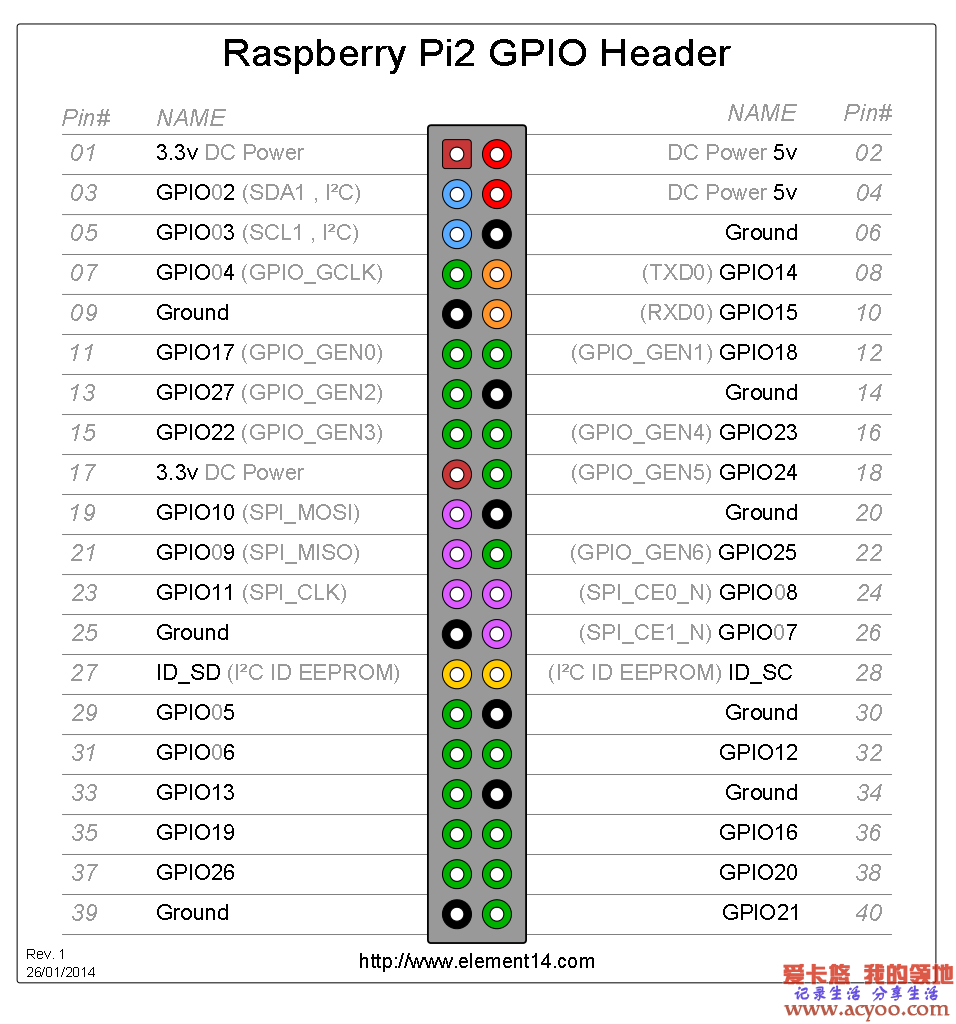 Raspberry Pi2 GPIO Header
Pin# NAME NAME Pin#
01 3.3v DC Power DC Power 5v 02
03 GPIO02 (SDA1 , I²C) DC Power 5v 04
05 GPIO03 (SCL1 , I²C) Ground 06
07 GPIO04 (GPIO_GCLK) (TXD0) GPIO14 08
09 Ground (RXD0) GPIO15 10
11 GPIO17 (GPIO_GEN0) (GPIO_GEN1) GPIO18 12
13 GPIO27 (GPIO_GEN2) Ground 14
15 GPIO22 (GPIO_GEN3) (GPIO_GEN4) GPIO23 16
17 3.3v DC Power (GPIO_GEN5) GPIO24 18
19 GPIO10 (SPI_MOSI) Ground 20
21 GPIO09 (SPI_MISO) (GPIO_GEN6) GPIO25 22
23 GPIO11 (SPI_CLK) (SPI_CE0_N) GPIO08 24
25 Ground (SPI_CE1_N) GPIO07 26
27 ID_SD (I²C ID EEPROM) (I²C ID EEPROM) ID_SC 28
29 GPIO05 Ground 30
31 GPIO06 GPIO12 32
33 GPIO13 Ground 34
35 GPIO19 GPIO16 36
37 GPIO26 GPIO20 38
39 Ground GPIO21 40
Rev. 1
26/01/2014
http://www.element14.com
爱卡悠 我的领地
记录生活 分享生活
www.acyoo.com